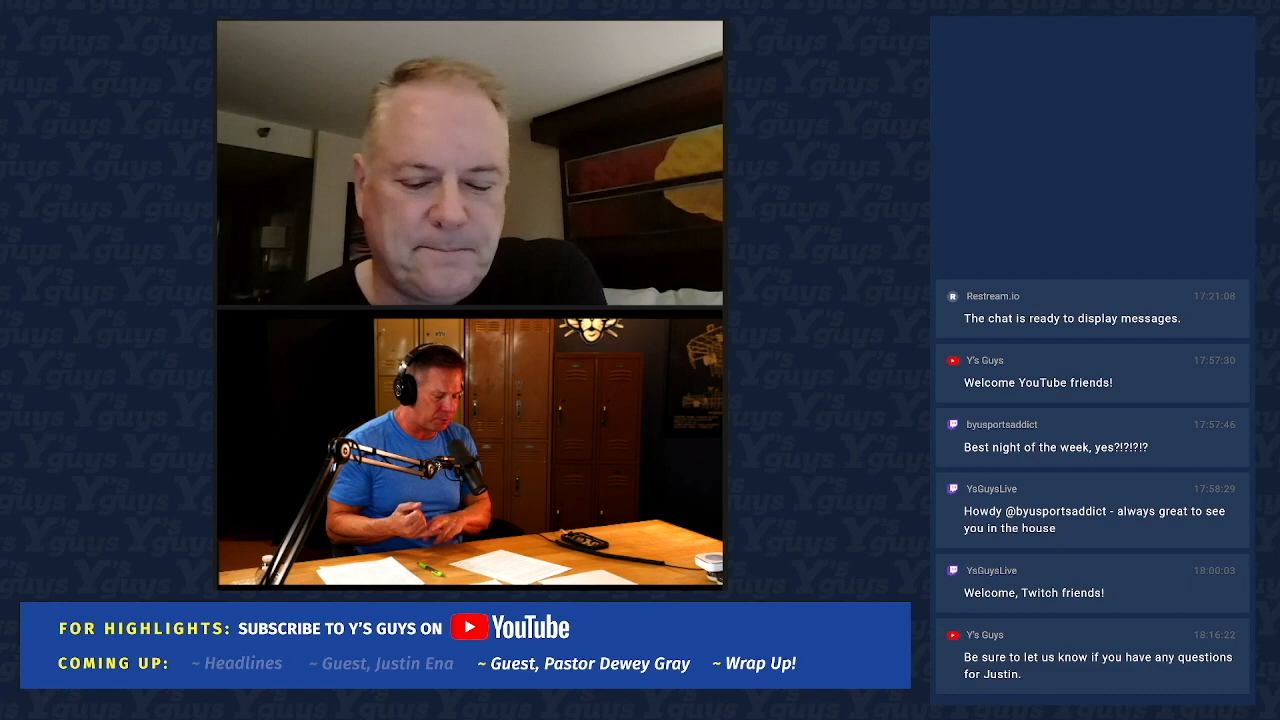 Restream.io 17:21:08
The chat is ready to display messages.
Y's Guys 17:57:30
Welcome YouTube friends!
byusportsaddict 17:57:46
Best night of the week, yes?!?!?!?
YsGuysLive 17:58:29
Howdy @byusportsaddict - always great to see
you in the house
YsGuysLive 18:00:03
Welcome, Twitch friends!
Y's Guys 18:16:22
Be sure to let us know if you have any questions
for Justin.
FOR HIGHLIGHTS: SUBSCRIBE TO Y'S GUYS ON YouTube
COMING UP: ~ Headlines ~ Guest, Justin Ena ~ Guest, Pastor Dewey Gray ~ Wrap Up!